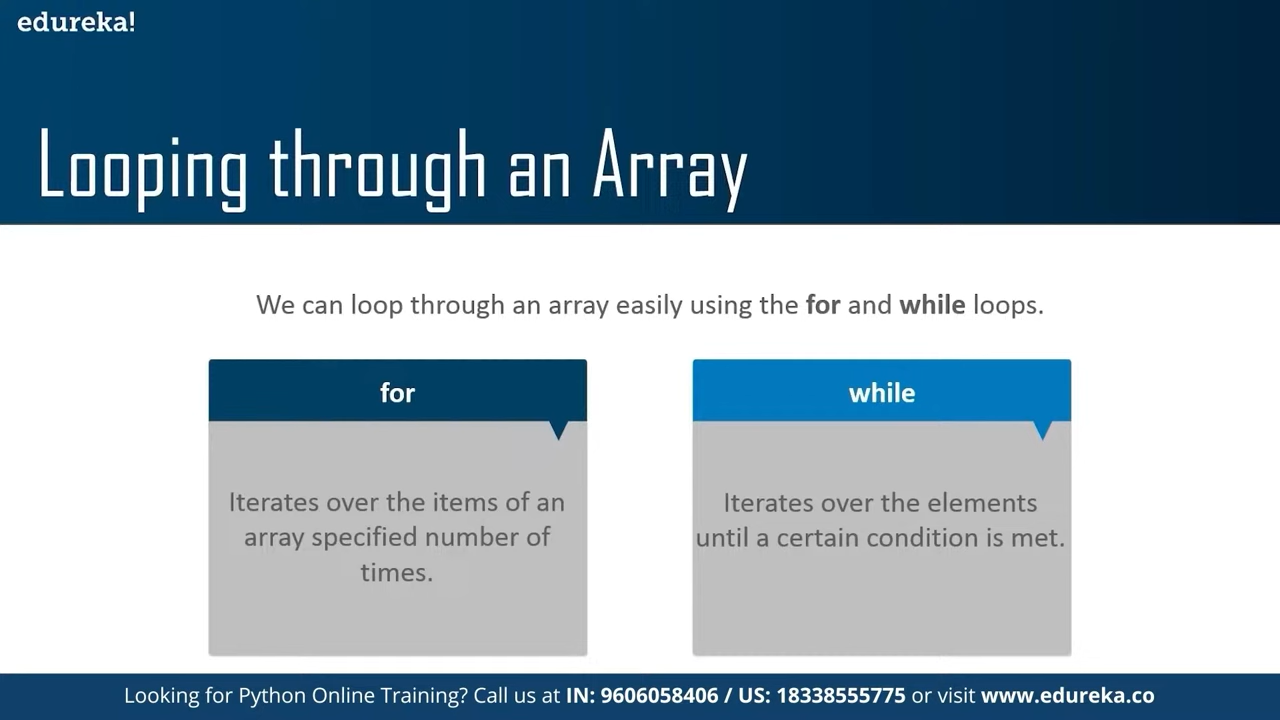 edureka!
Looping through an Array
We can loop through an array easily using the for and while loops.
for
Iterates over the items of an
array specified number of
times.
while
Iterates over the elements
until a certain condition is met.
Looking for Python Online Training? Call us at IN: 9606058406 / US: 18338555775 or visit www.edureka.co